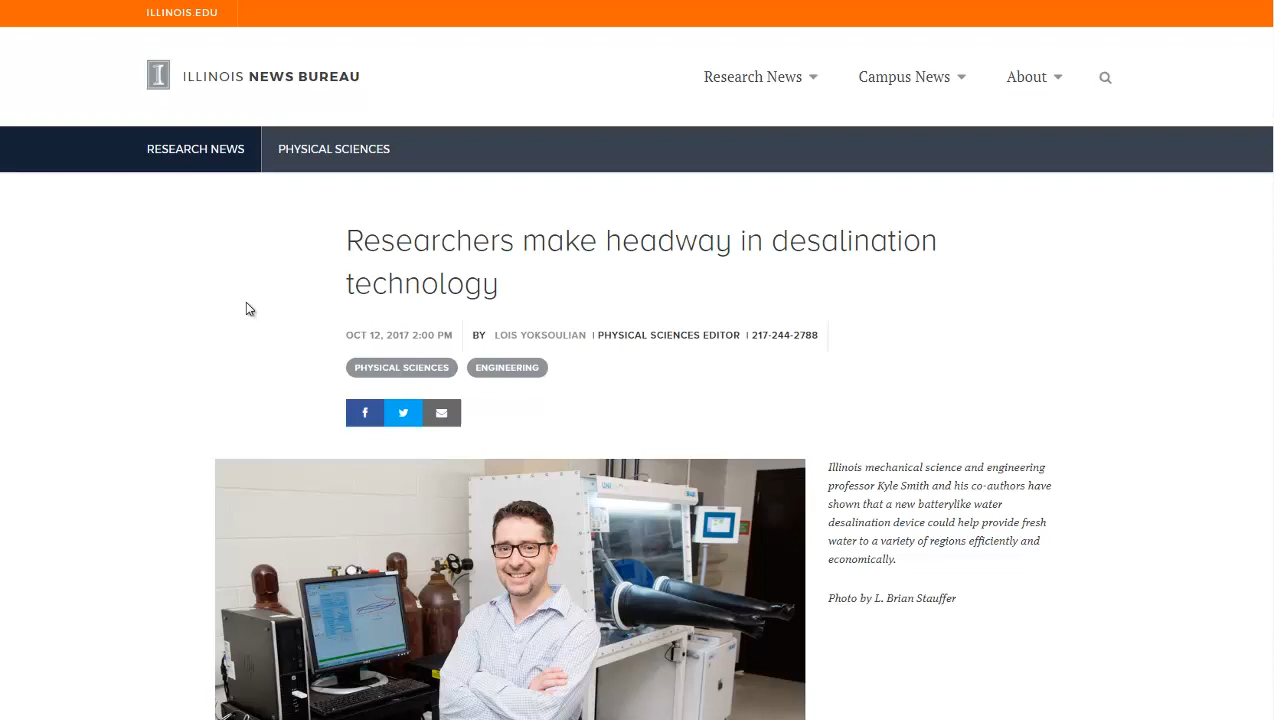 ILLINOIS.EDU
ILLINOIS NEWS BUREAU
Research News
Campus News
About
RESEARCH NEWS
PHYSICAL SCIENCES
Researchers make headway in desalination
technology
OCT 12, 2017 2:00 PM
BY LOIS YOKSOULIAN | PHYSICAL SCIENCES EDITOR | 217-244-2788
PHYSICAL SCIENCES
ENGINEERING
Illinois mechanical science and engineering
professor Kyle Smith and his co-authors have
shown that a new batterylike water
desalination device could help provide fresh
water to a variety of regions efficiently and
economically.
Photo by L. Brian Stauffer